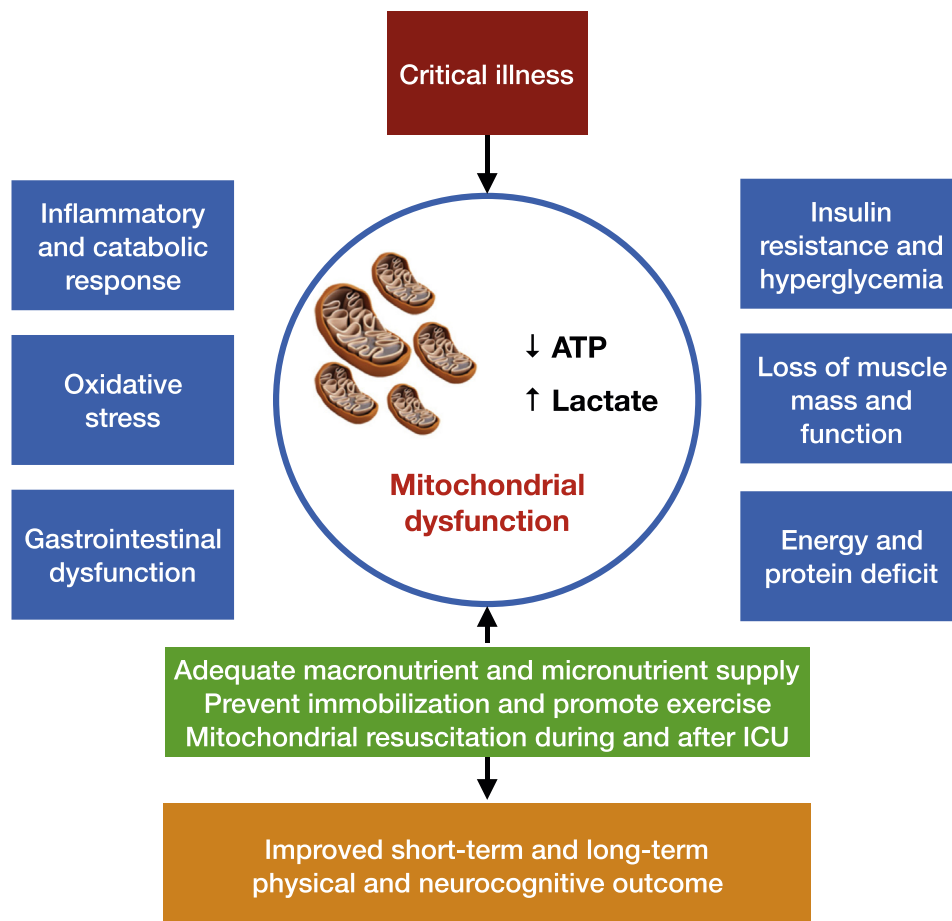 Critical illness
Inflammatory
and catabolic
response
Oxidative
stress
Gastrointestinal
dysfunction
↓ ATP
↑ Lactate
Mitochondrial
dysfunction
Insulin
resistance and
hyperglycemia
Loss of muscle
mass and
function
Energy and
protein deficit
Adequate macronutrient and micronutrient supply
Prevent immobilization and promote exercise
Mitochondrial resuscitation during and after ICU
Improved short-term and long-term
physical and neurocognitive outcome